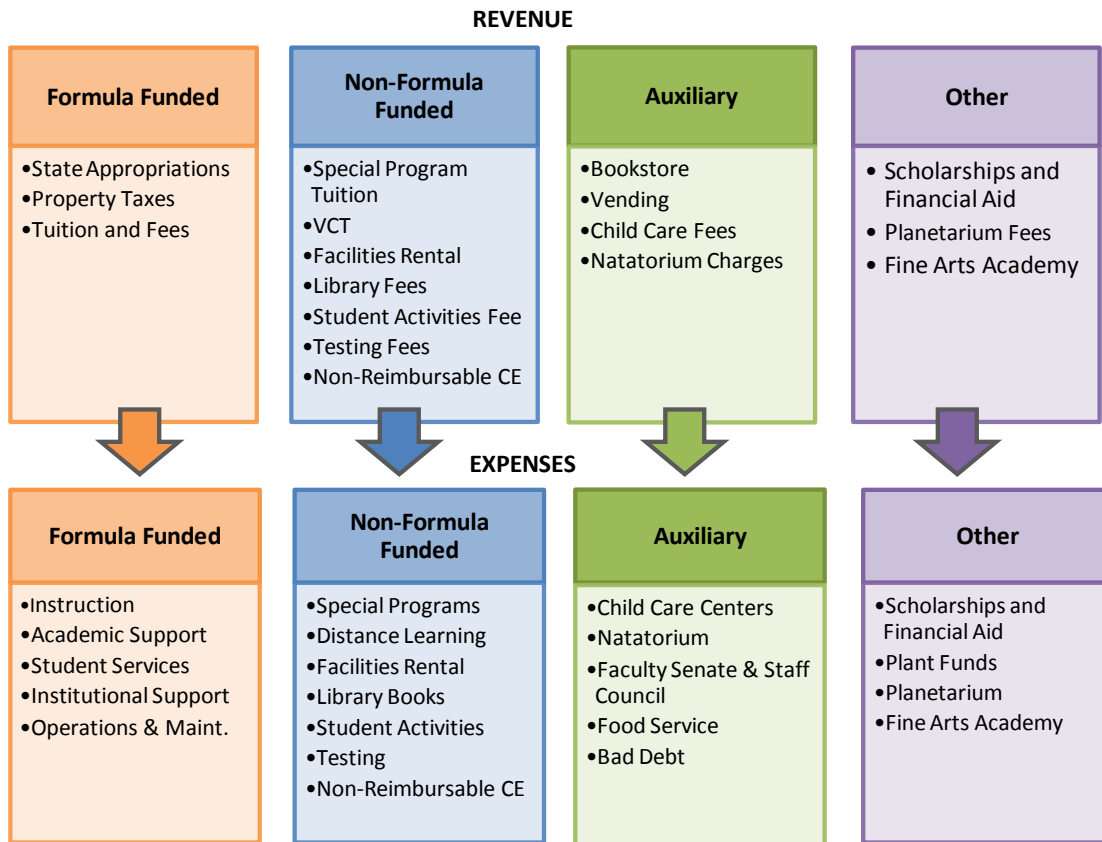 REVENUE
Formula Funded
•State Appropriations
•Property Taxes
•Tuition and Fees
Non-Formula
Funded
•Special Program
Tuition
•VCT
•Facilities Rental
•Library Fees
•Student Activities Fee
•Testing Fees
•Non-Reimbursable CE
Auxiliary
•Bookstore
•Vending
•Child Care Fees
•Natatorium Charges
Other
• Scholarships and
Financial Aid
• Planetarium Fees
• Fine Arts Academy
EXPENSES
Formula Funded
•Instruction
•Academic Support
•Student Services
•Institutional Support
•Operations & Maint.
Non-Formula
Funded
•Special Programs
•Distance Learning
•Facilities Rental
•Library Books
•Student Activities
•Testing
•Non-Reimbursable CE
Auxiliary
•Child Care Centers
•Natatorium
•Faculty Senate & Staff
Council
•Food Service
•Bad Debt
Other
•Scholarships and
Financial Aid
•Plant Funds
•Planetarium
•Fine Arts Academy